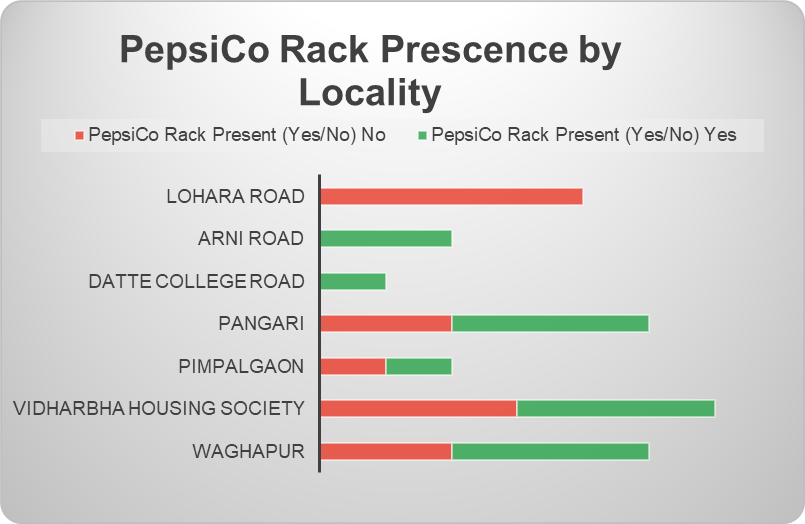 PepsiCo Rack Prescence by
Locality
PepsiCo Rack Present (Yes/No) No PepsiCo Rack Present (Yes/No) Yes
LOHARA ROAD
ARNI ROAD
DATTE COLLEGE ROAD
PANGARI
PIMPALGAON
VIDHARBHA HOUSING SOCIETY
WAGHAPUR